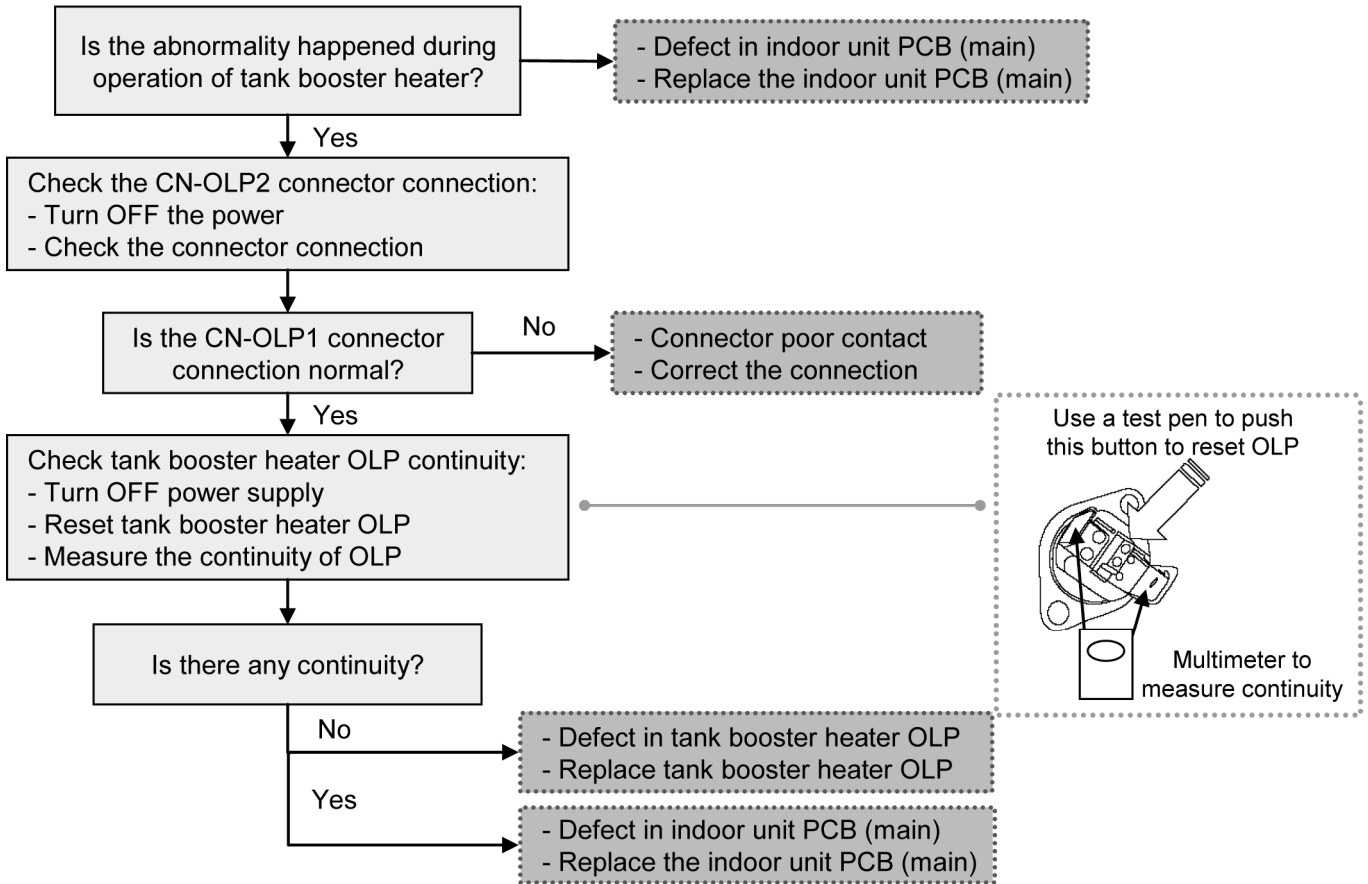 Is the abnormality happened during
operation of tank booster heater?
- Defect in indoor unit PCB (main)
- Replace the indoor unit PCB (main)
Yes
Check the CN-OLP2 connector connection:
- Turn OFF the power
- Check the connector connection
Is the CN-OLP1 connector
connection normal?
No
- Connector poor contact
- Correct the connection
Yes
Check tank booster heater OLP continuity:
- Turn OFF power supply
- Reset tank booster heater OLP
- Measure the continuity of OLP
Use a test pen to push
this button to reset OLP
Multimeter to
measure continuity
Is there any continuity?
No
- Defect in tank booster heater OLP
- Replace tank booster heater OLP
Yes
- Defect in indoor unit PCB (main)
- Replace the indoor unit PCB (main)